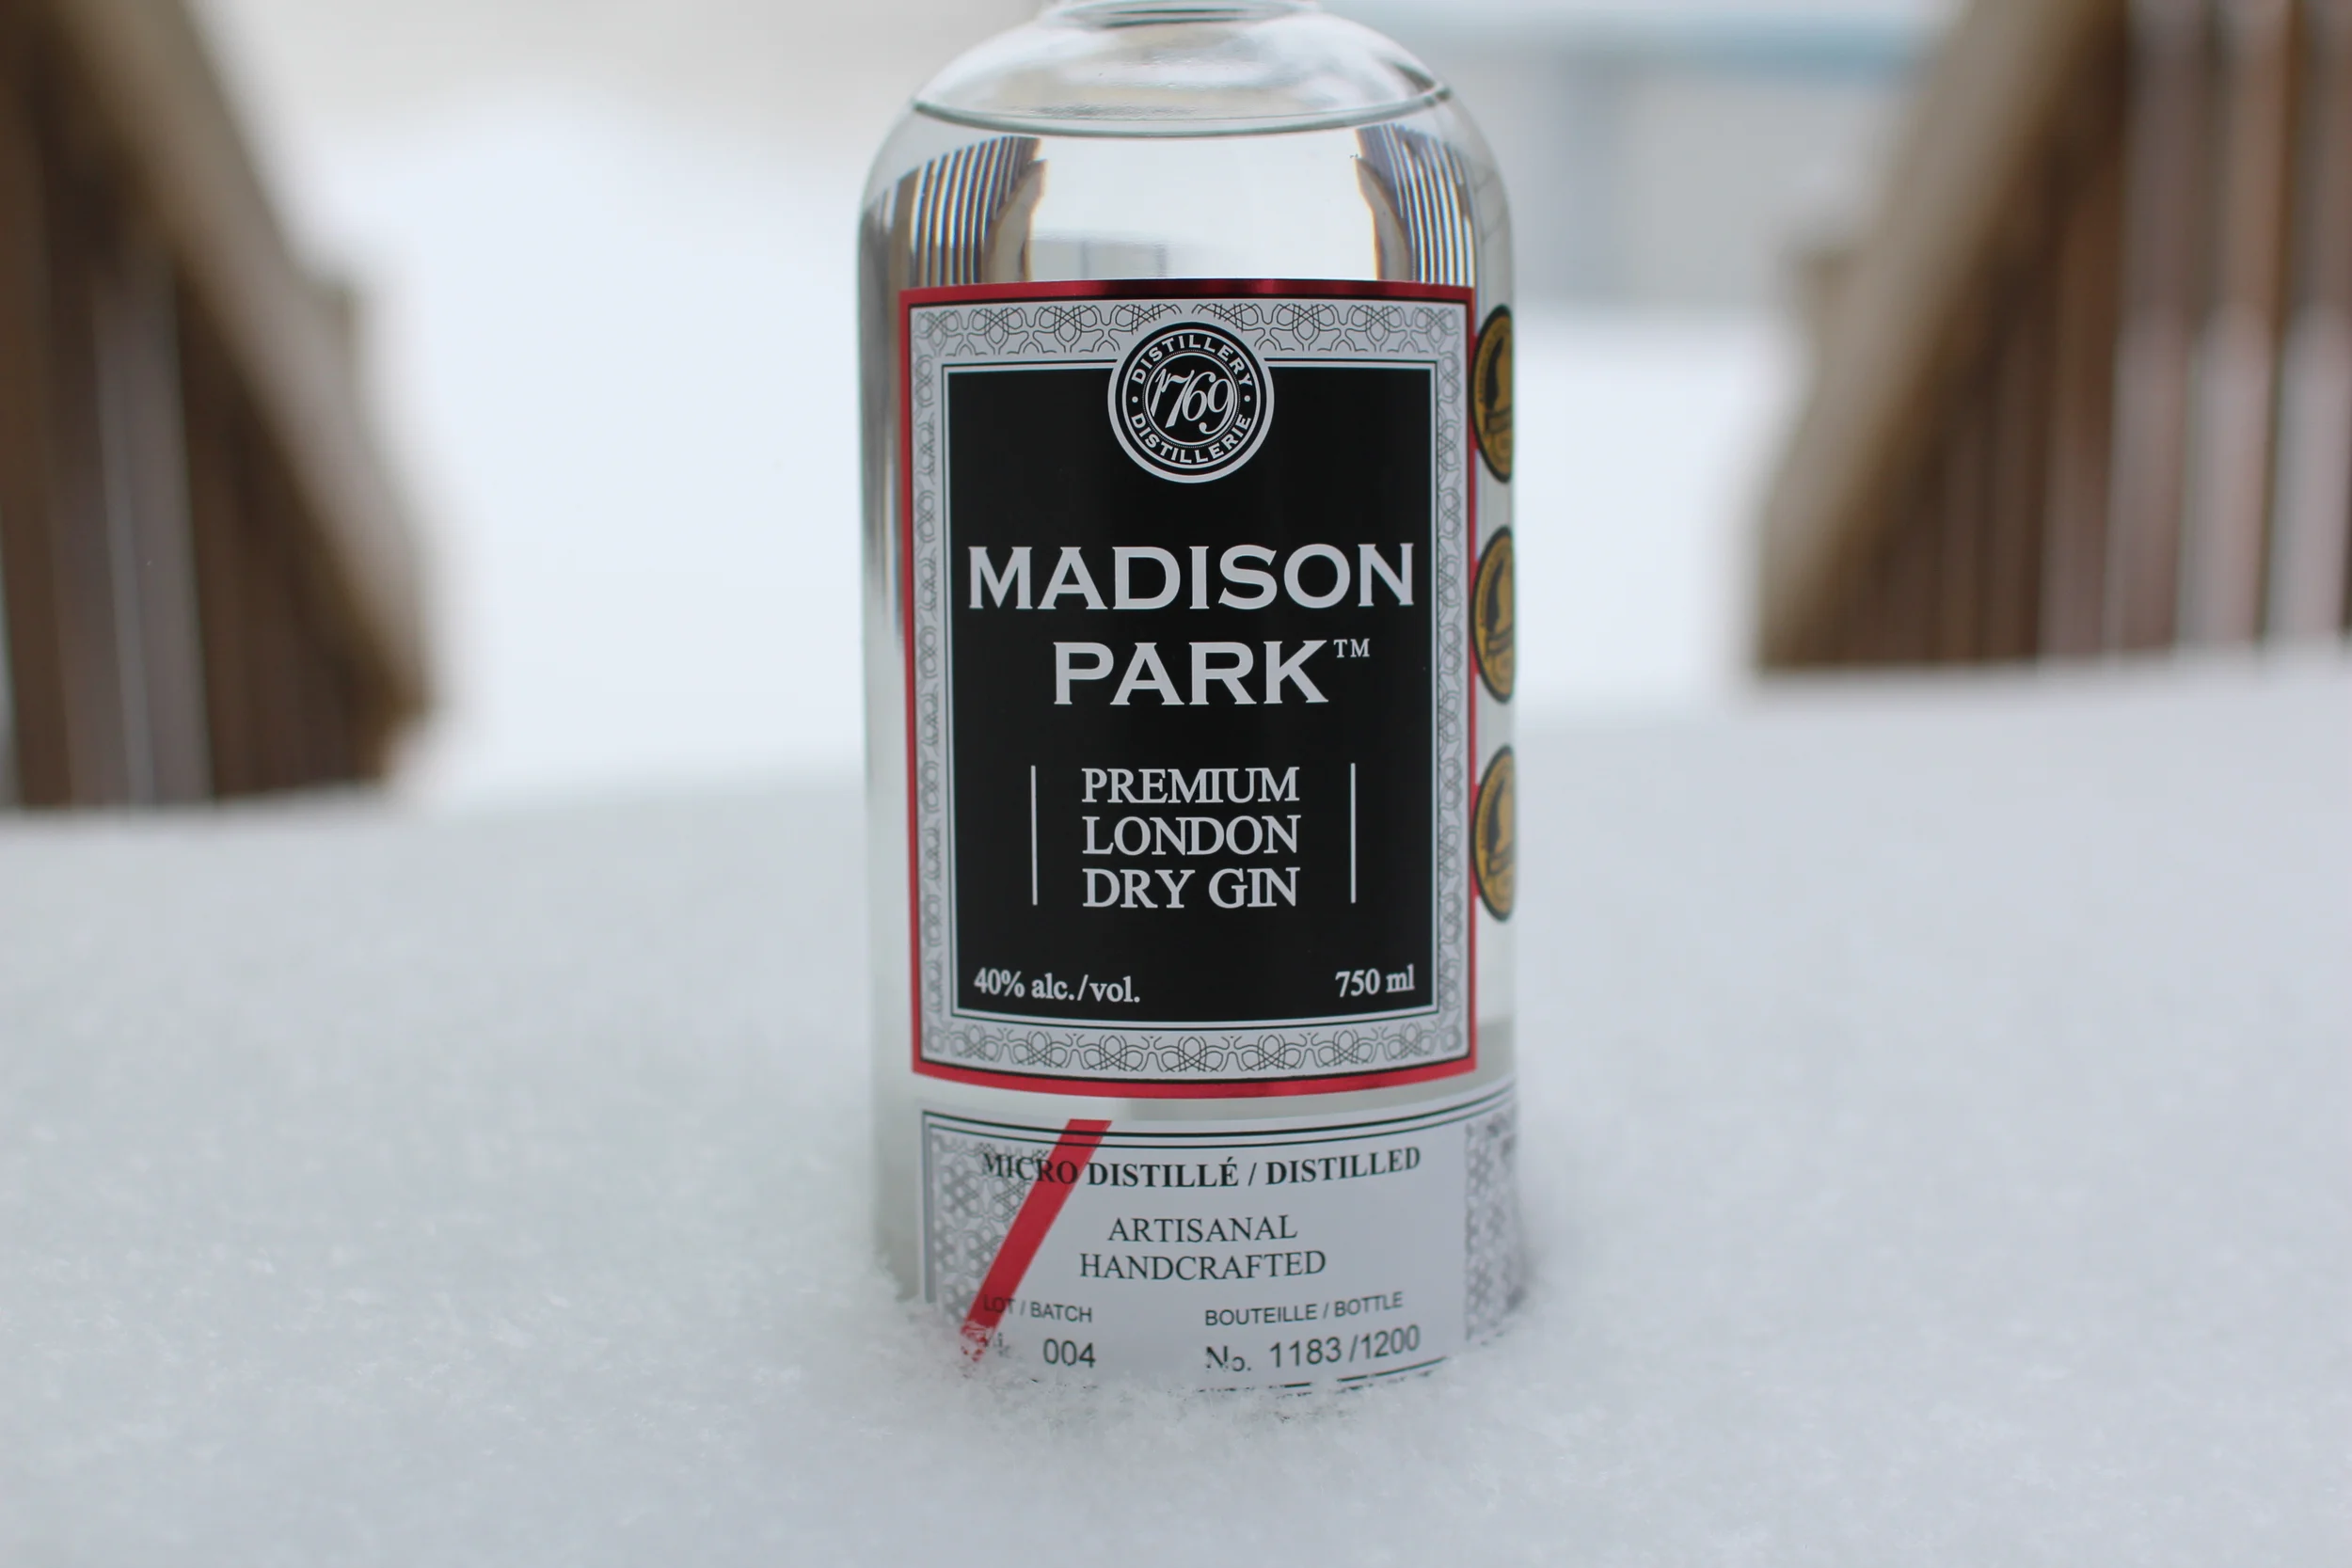 DISTILLERY
1769
DISTILLERIE
MADISON
PARK™
PREMIUM
LONDON
DRY GIN
40% alc./vol. 750 ml
MICRO DISTILLÉ / DISTILLED
ARTISANAL
HANDCRAFTED
LOT / BATCH BOUTEILLE / BOTTLE
004 No. 1183 /1200